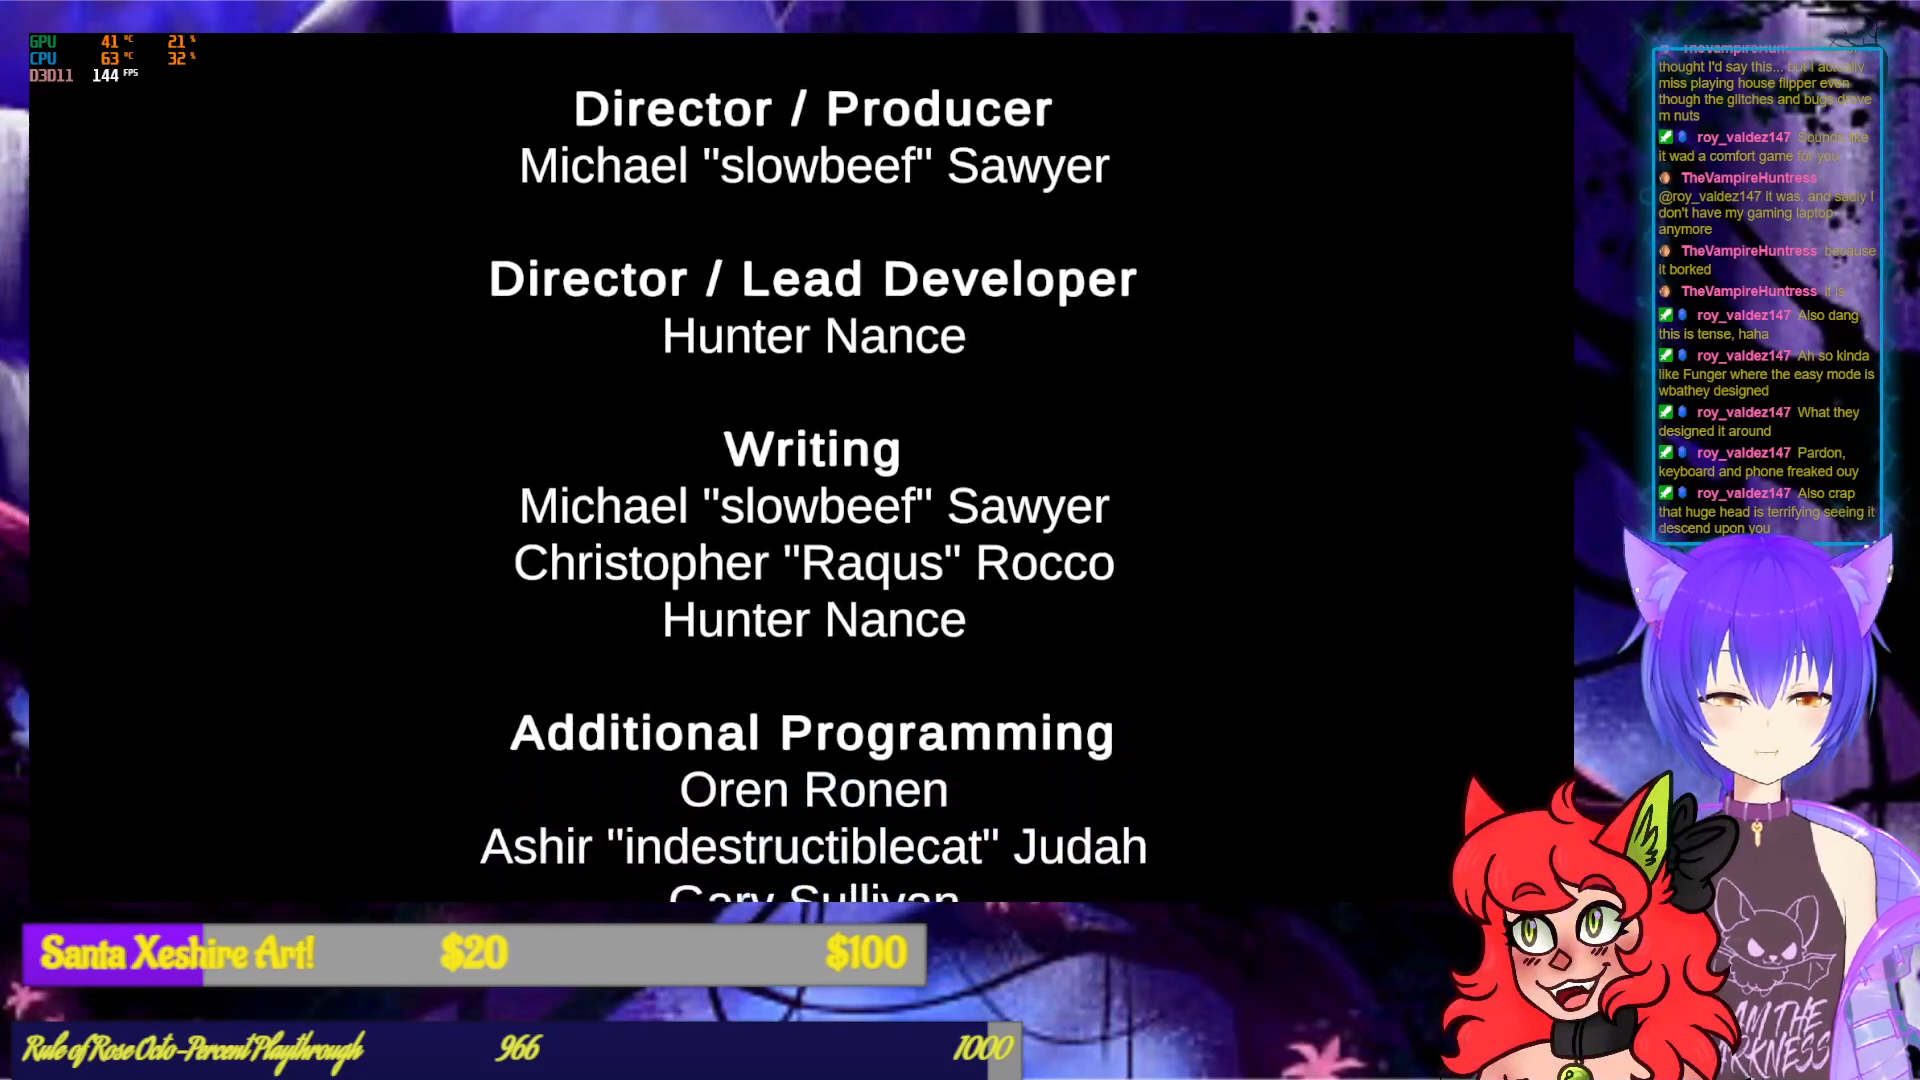 GPU 41 °C 21 %
CPU 63 °C 32 %
D3D11 144 FPS
Director / Producer
Michael "slowbeef" Sawyer
Director / Lead Developer
Hunter Nance
Writing
Michael "slowbeef" Sawyer
Christopher "Raqus" Rocco
Hunter Nance
Additional Programming
Oren Ronen
Ashir "indestructiblecat" Judah
Gary Sullivan
TheVampireHuntress
thought I'd say this... but I actually
miss playing house flipper even
though the glitches and bugs drove
m nuts
roy_valdez147 Sounds like
it wad a comfort game for you
TheVampireHuntress
@roy_valdez147 it was. and sadly I
don't have my gaming laptop
anymore
TheVampireHuntress because
it borked
TheVampireHuntress it is
roy_valdez147 Also dang
this is tense, haha
roy_valdez147 Ah so kinda
like Funger where the easy mode is
wbathey designed
roy_valdez147 What they
designed it around
roy_valdez147 Pardon,
keyboard and phone freaked ouy
roy_valdez147 Also crap
that huge head is terrifying seeing it
descend upon you
Santa Xeshire Art! $20 $100
Rule of Rose Octo-Percent Playthrough 966 1000
AM THE